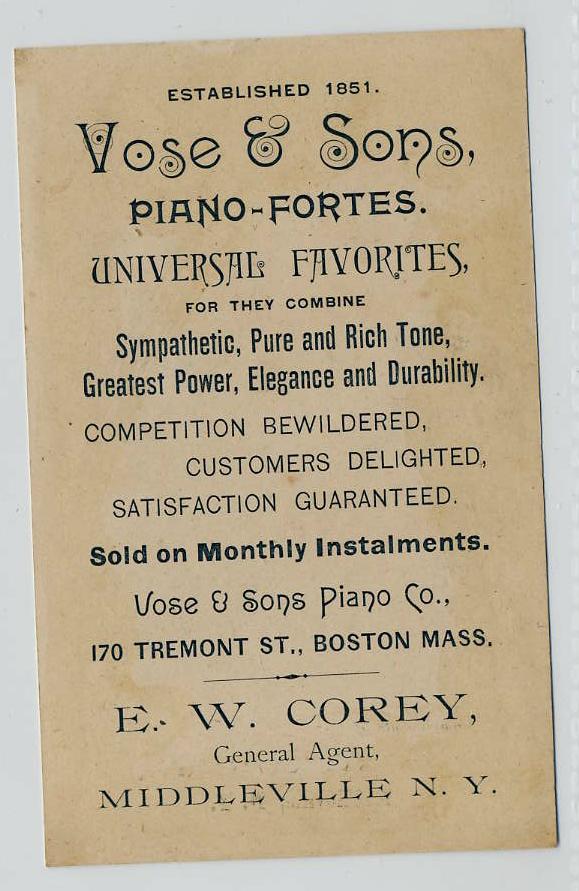 ESTABLISHED 1851.
Vose & Sons,
PIANO-FORTES.
UNIVERSAL FAVORITES,
FOR THEY COMBINE
Sympathetic, Pure and Rich Tone,
Greatest Power, Elegance and Durability.
COMPETITION BEWILDERED,
CUSTOMERS DELIGHTED,
SATISFACTION GUARANTEED.
Sold on Monthly Instalments.
Vose & Sons Piano Co.,
170 TREMONT ST., BOSTON MASS.
E. W. COREY,
General Agent,
MIDDLEVILLE N. Y.